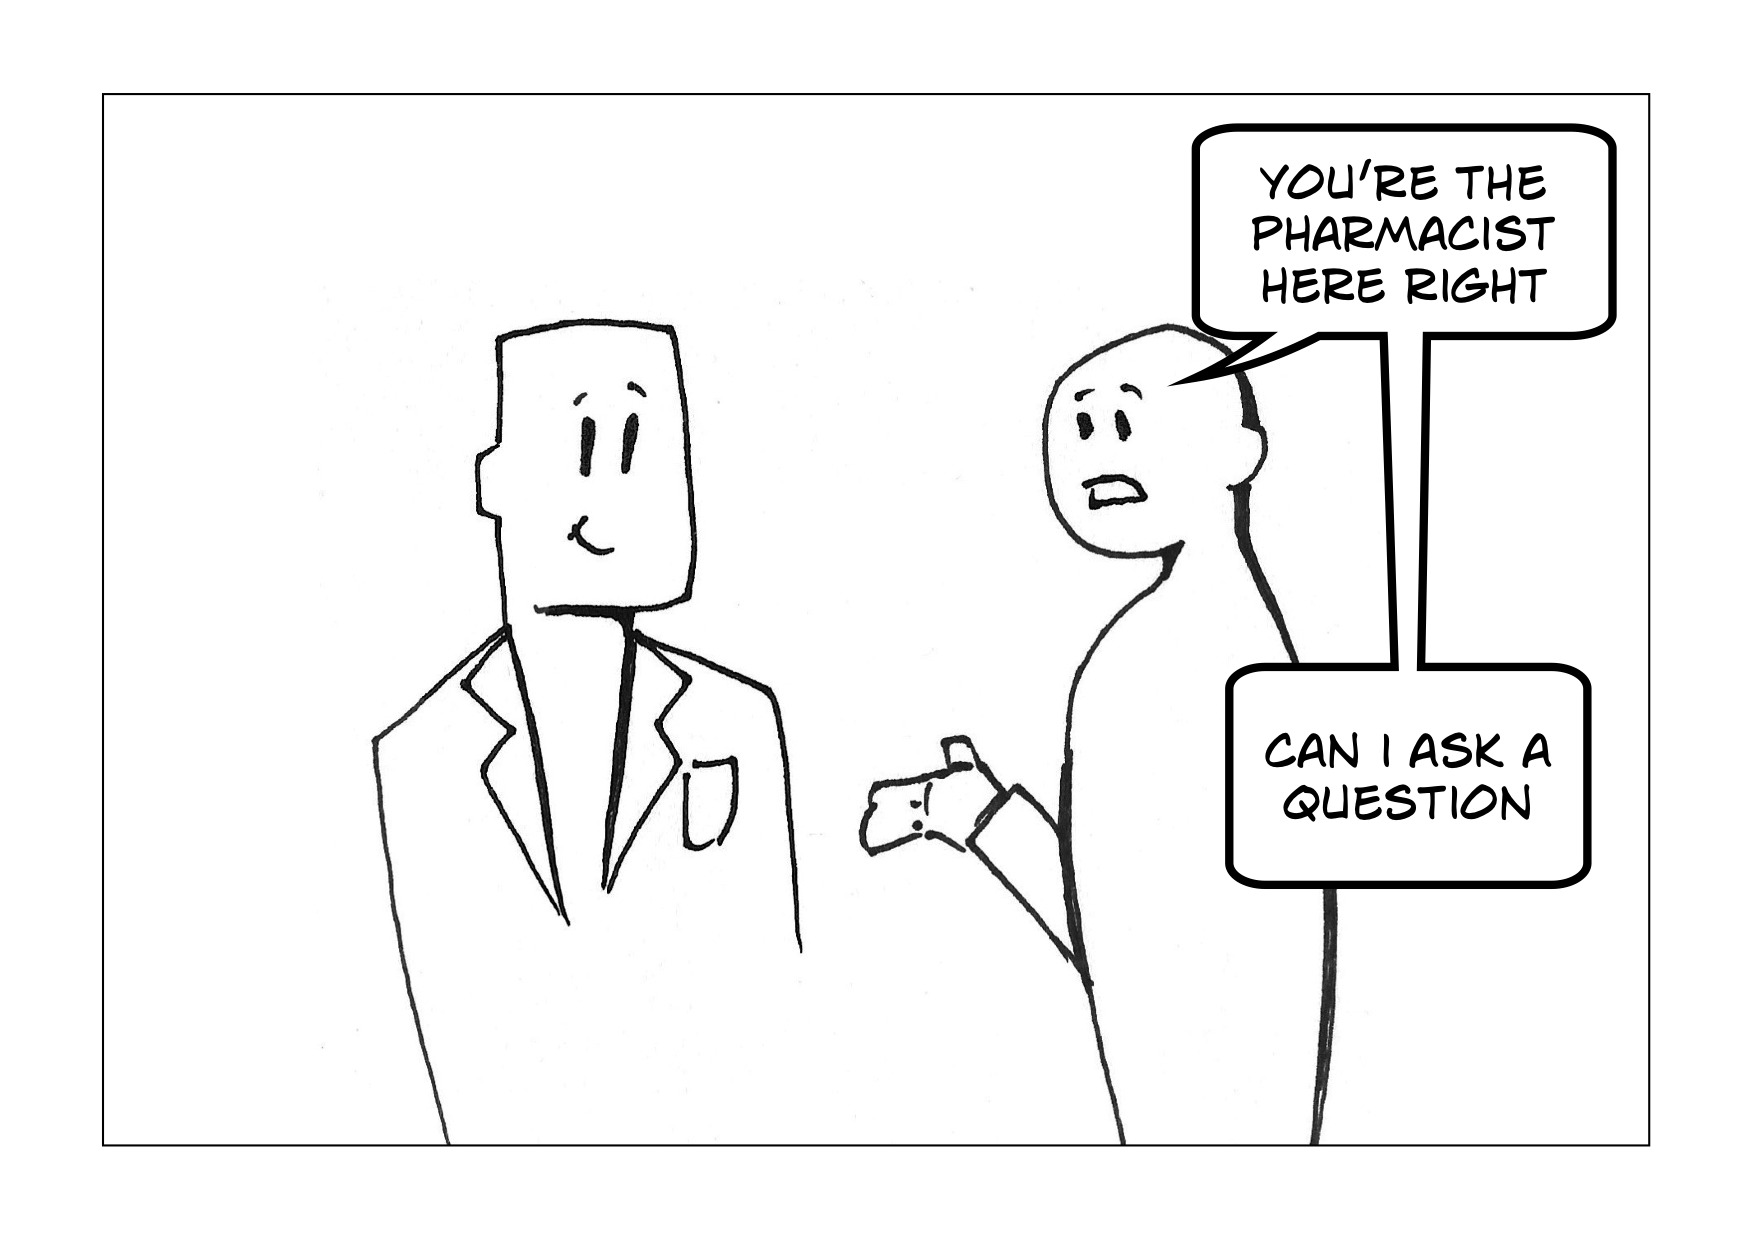 YOU'RE THE
PHARMACIST
HERE RIGHT
CAN I ASK A
QUESTION